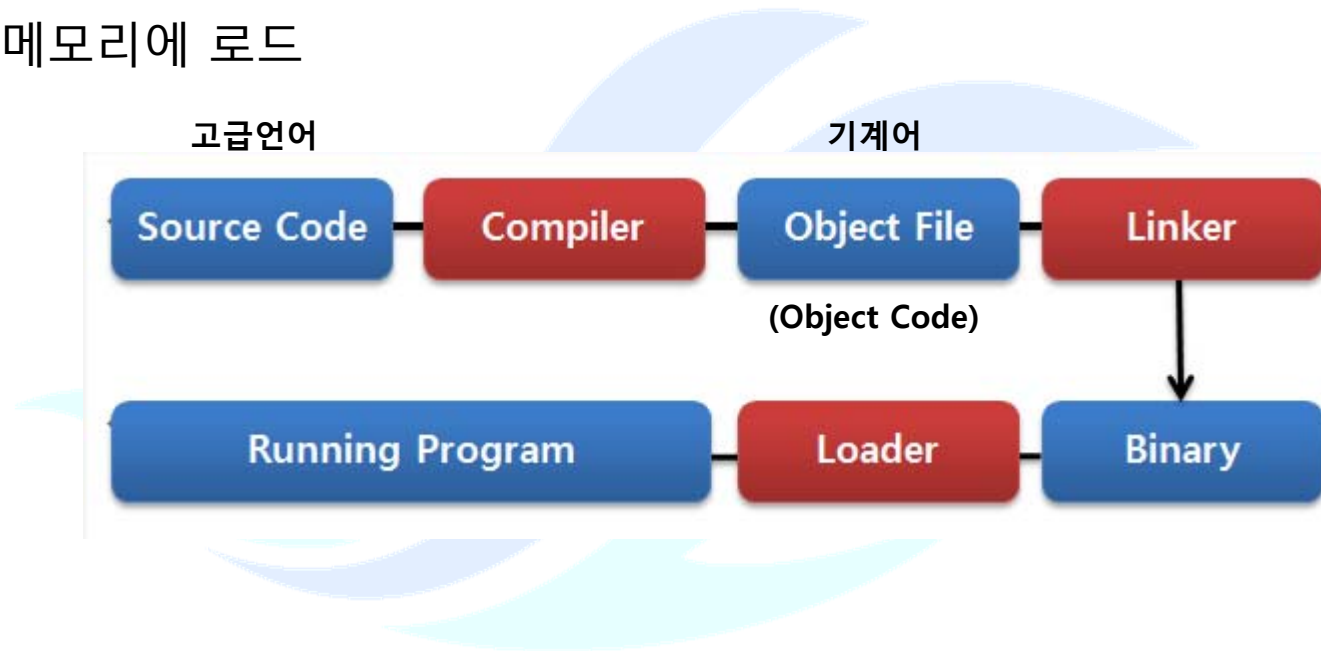 메모리에 로드
고급언어 기계어
Source Code Compiler Object File Linker
(Object Code)
Running Program Loader Binary